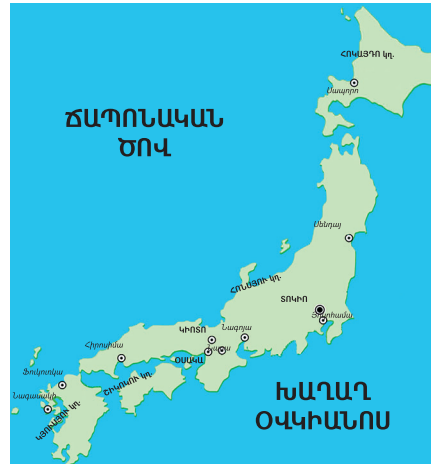 ՀՈԿԱՅԴՈ կղ.
Սապորո
ՃԱՊՈՆԱԿԱՆ
ԾՈՎ
Սենդայ
ՀՈՆՍՅՈՒ կղ.
ՏՈԿԻՈ
Յոկոհամա
ԿԻՈՏՈ
Նագոյա
Հիրոսիմա
ՕՍԱԿԱ
Ֆուկուոկա
ՇԻԿՈԿՈՒ կղ.
Նագասակի
ԿՅՈՒՍՅՈՒ կղ.
ԽԱՂԱՂ
ՕՎԿԻԱՆՈՍ